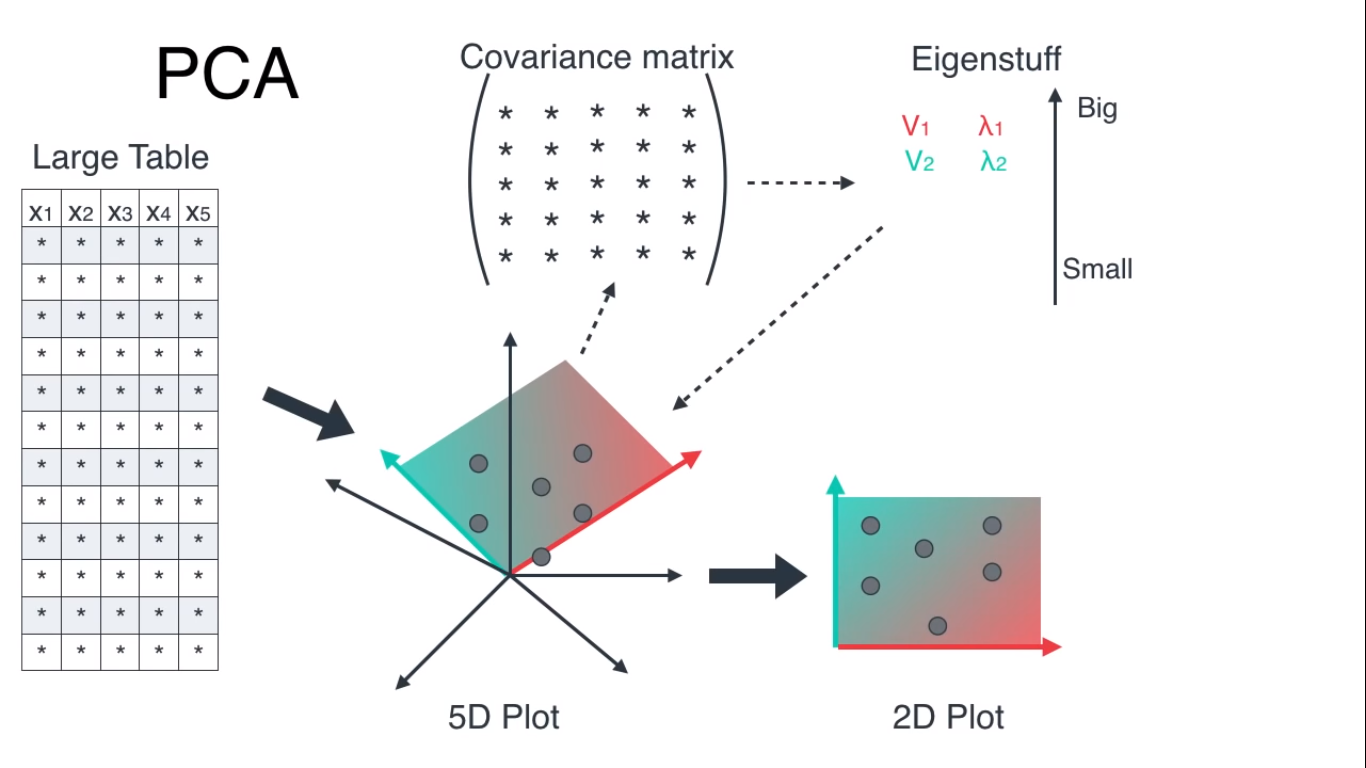 PCA
Large Table
x1 x2 x3 x4 x5
* * * * *
* * * * *
* * * * *
* * * * *
* * * * *
* * * * *
* * * * *
* * * * *
* * * * *
* * * * *
* * * * *
* * * * *
Covariance matrix
* * * * *
* * * * *
* * * * *
* * * * *
* * * * *
Eigenstuff
V1 λ1
V2 λ2
Big
Small
5D Plot
2D Plot